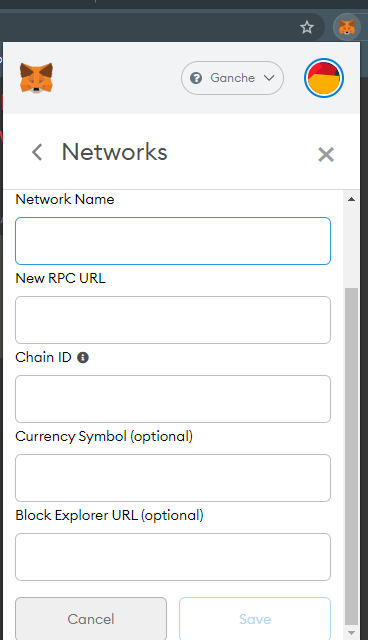 Ganche
Networks
Network Name
New RPC URL
Chain ID
Currency Symbol (optional)
Block Explorer URL (optional)
Cancel
Save